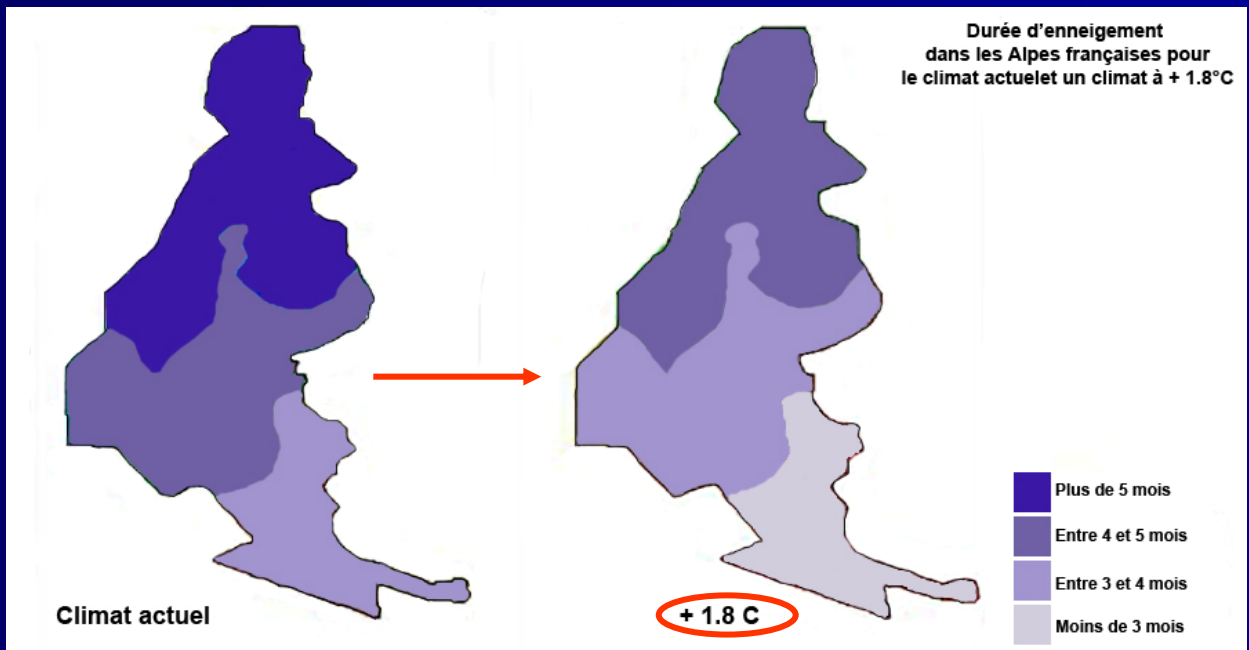 Durée d'enneigement
dans les Alpes françaises pour
le climat actuelet un climat à + 1.8°C
Plus de 5 mois
Entre 4 et 5 mois
Entre 3 et 4 mois
Moins de 3 mois
Climat actuel
+ 1.8 C